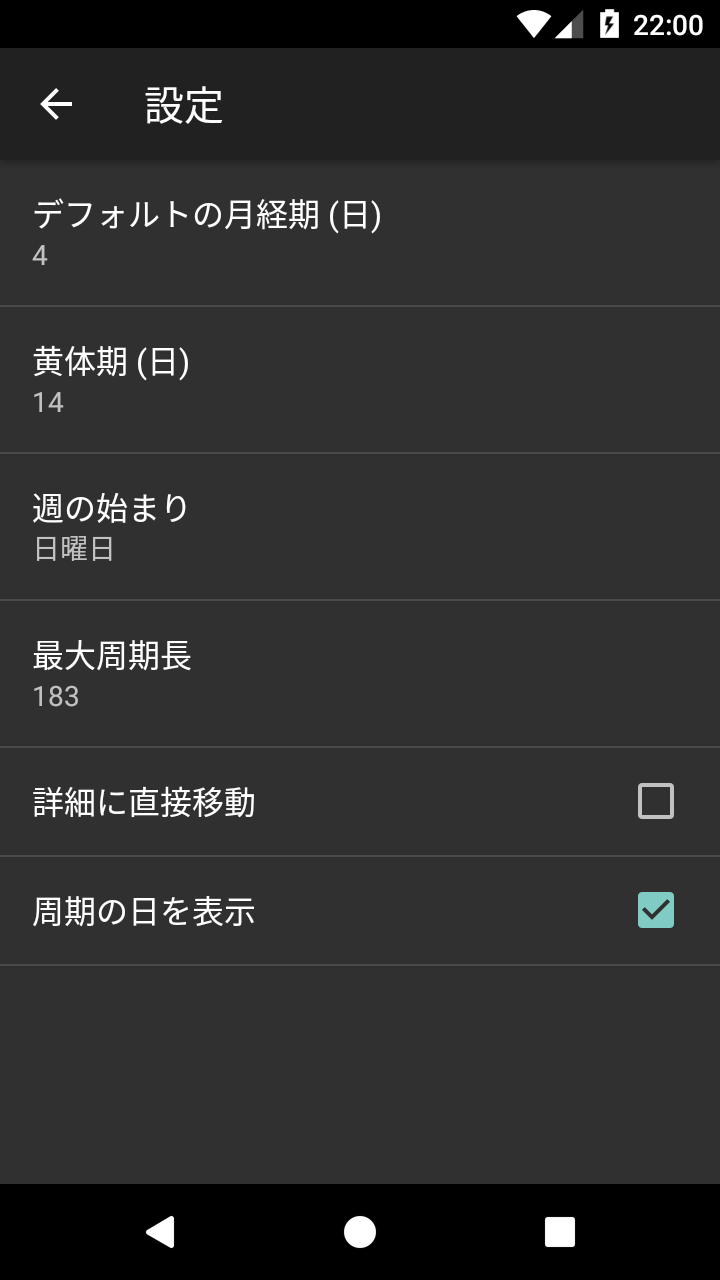 22:00
設定
デフォルトの月経期 (日)
4
黄体期 (日)
14
週の始まり
日曜日
最大周期長
183
詳細に直接移動
周期の日を表示